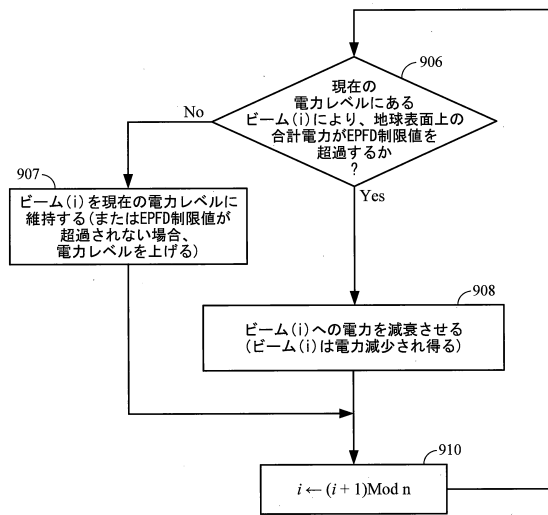 906
現在の
電力レベルにある
ビーム(i)により、地球表面上の
合計電力がEPFD制限値を
超過するか
?
No
Yes
907
ビーム(i)を現在の電力レベルに
維持する(またはEPFD制限値が
超過されない場合、
電力レベルを上げる)
908
ビーム(i)への電力を減衰させる
(ビーム(i)は電力減少され得る)
910
i ← (i + 1)Mod n